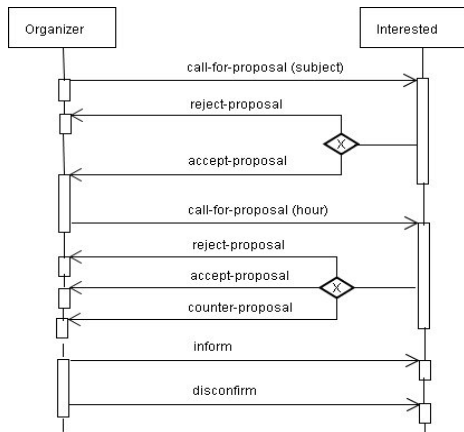 Organizer
Interested
call-for-proposal (subject)
reject-proposal
X
accept-proposal
call-for-proposal (hour)
reject-proposal
accept-proposal
X
counter-proposal
inform
disconfirm